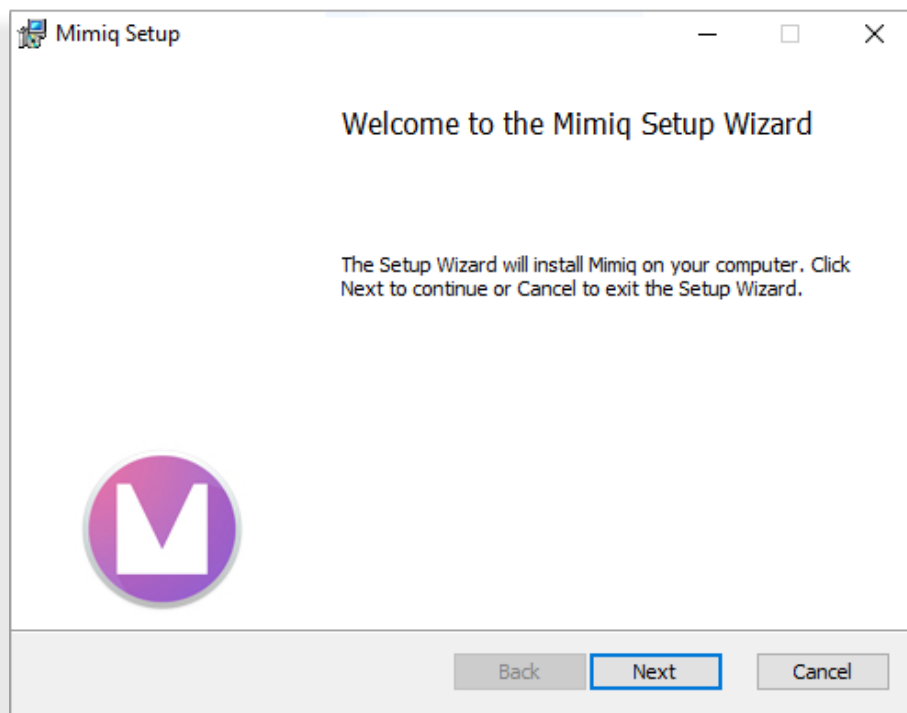 Mimiq Setup
Welcome to the Mimiq Setup Wizard
The Setup Wizard will install Mimiq on your computer. Click
Next to continue or Cancel to exit the Setup Wizard.
M
Back Next Cancel